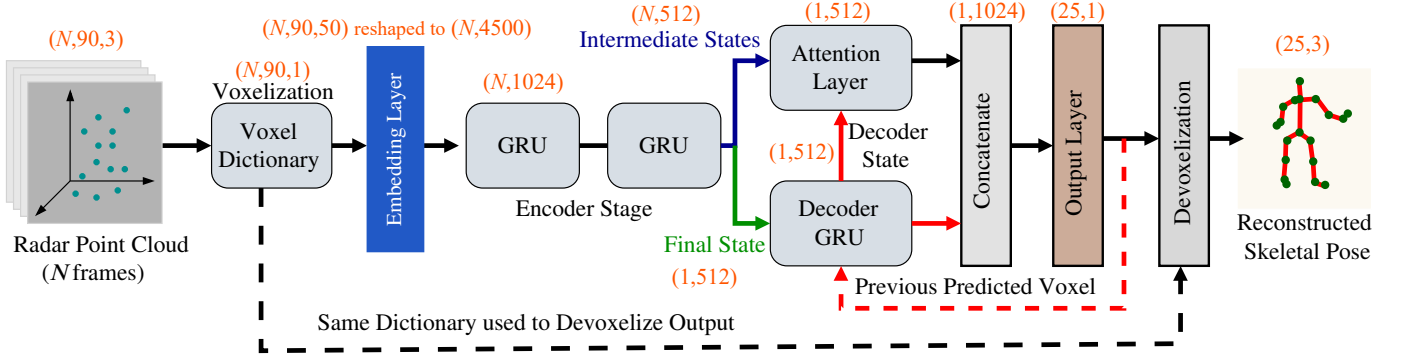 (N,90,3)
Radar Point Cloud
(N frames)
(N,90,1)
Voxelization
Voxel
Dictionary
(N,90,50) reshaped to (N,4500)
Embedding Layer
(N,1024)
GRU
GRU
Encoder Stage
(N,512)
Intermediate States
Final State
(1,512)
(1,512)
Attention
Layer
(1,512)
Decoder
State
Decoder
GRU
(1,1024)
Concatenate
(25,1)
Output Layer
Previous Predicted Voxel
Devoxelization
(25,3)
Reconstructed
Skeletal Pose
Same Dictionary used to Devoxelize Output